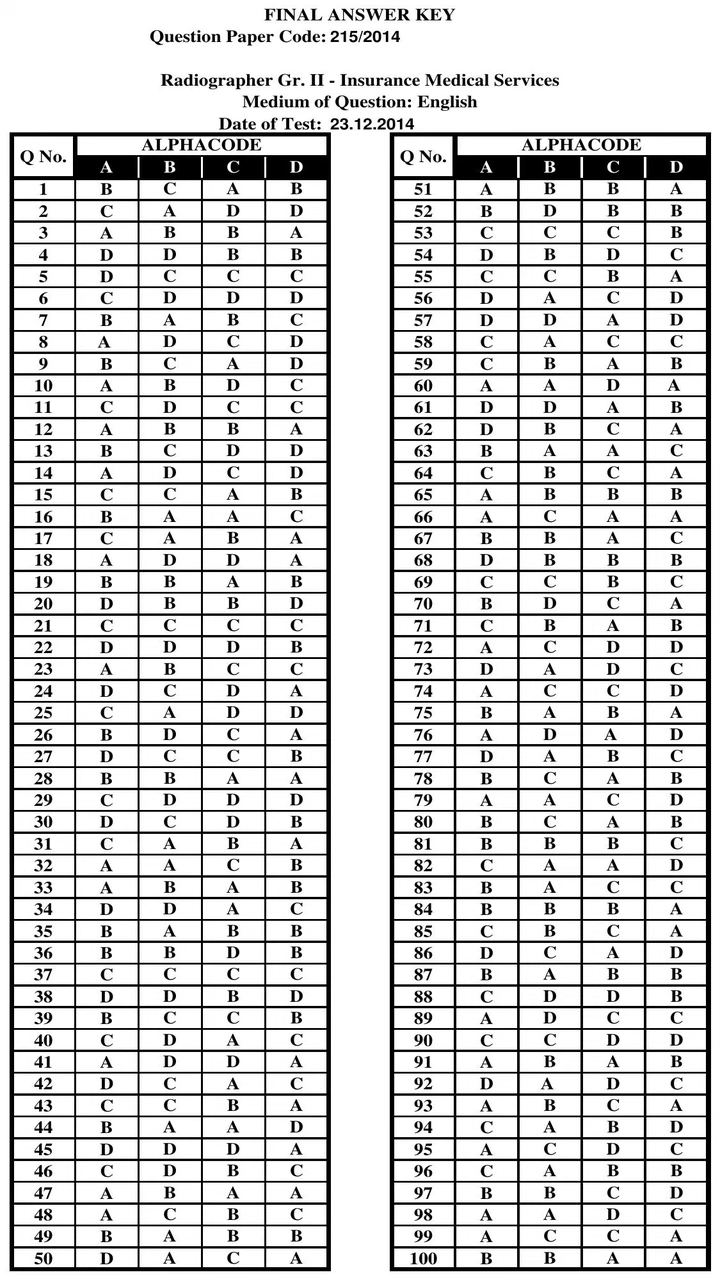 FINAL ANSWER KEY
Question Paper Code: 215/2014
Radiographer Gr. II - Insurance Medical Services
Medium of Question: English
Date of Test: 23.12.2014
Q No. ALPHACODE
A B C D
1 B C A B
2 C A D D
3 A B B A
4 D D B B
5 D C C C
6 C D D D
7 B A B C
8 A D C D
9 B C A D
10 A B D C
11 C D C C
12 A B B A
13 B C D D
14 A D C D
15 C C A B
16 B A A C
17 C A B A
18 A D D A
19 B B A B
20 D B B D
21 C C C C
22 D D D B
23 A B C C
24 D C D A
25 C A D D
26 B D C A
27 D C C B
28 B B A A
29 C D D D
30 D C D B
31 C A B A
32 A A C B
33 A B A B
34 D D A C
35 B A B B
36 B B D B
37 C C C C
38 D D B D
39 B C C B
40 C D A C
41 A D D A
42 D C A C
43 C C B A
44 B A A D
45 D D D A
46 C D B C
47 A B A A
48 A C B C
49 B A B B
50 D A C A
Q No. ALPHACODE
A B C D
51 A B B A
52 B D B B
53 C C C B
54 D B D C
55 C C B A
56 D A C D
57 D D A D
58 C A C C
59 C B A B
60 A A D A
61 D D A B
62 D B C A
63 B A A C
64 C B C A
65 A B B B
66 A C A A
67 B B A C
68 D B B B
69 C C B C
70 B D C A
71 C B A B
72 A C D D
73 D A D C
74 A C C D
75 B A B A
76 A D A D
77 D A B C
78 B C A B
79 A A C D
80 B C A B
81 B B B C
82 C A A D
83 B A C C
84 B B B A
85 C B C A
86 D C A D
87 B A B B
88 C D D B
89 A D C C
90 C C D D
91 A B A B
92 D A D C
93 A B C A
94 C A B D
95 A C D C
96 C A B B
97 B B C D
98 A A D C
99 A C C A
100 B B A A